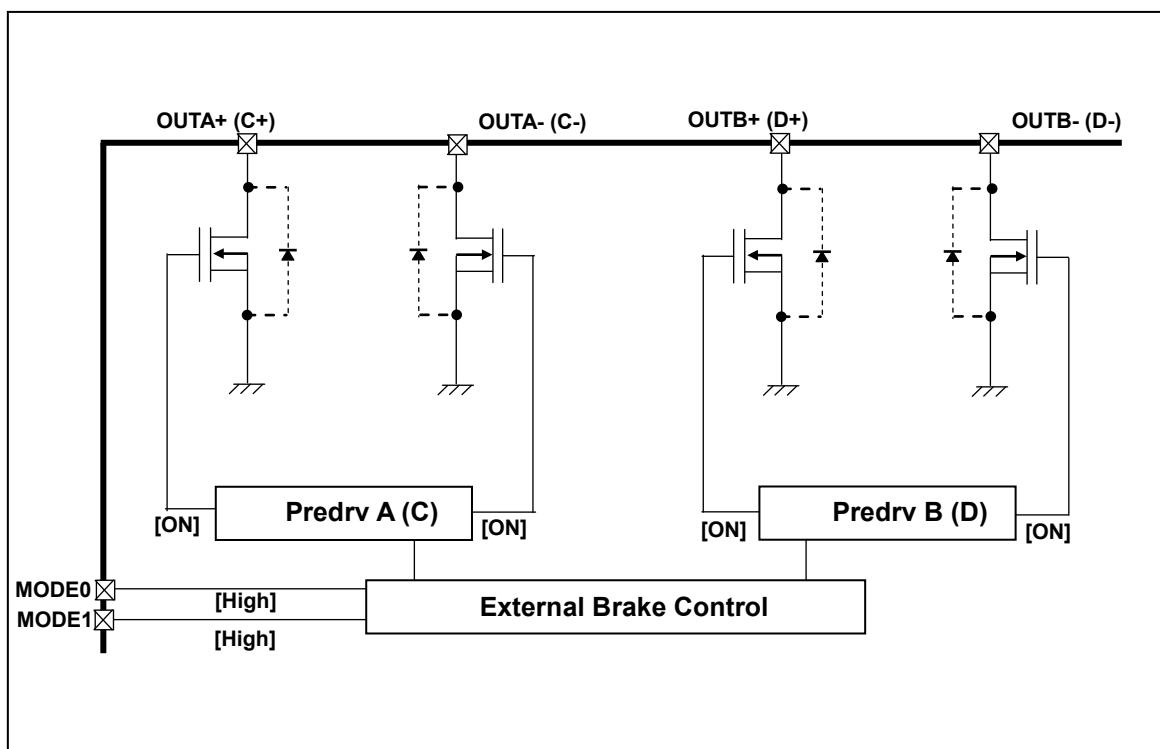 OUTA+ (C+)
OUTA- (C-)
OUTB+ (D+)
OUTB- (D-)
Predrv A (C)
Predrv B (D)
[ON]
[ON]
[ON]
[ON]
MODE0
[High]
External Brake Control
MODE1
[High]